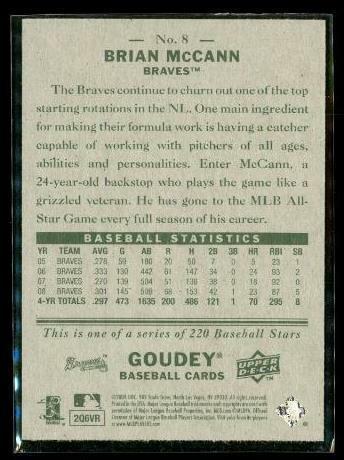 — No. 8 —
BRIAN McCANN
BRAVES™
The Braves continue to churn out one of the top
starting rotations in the NL. One main ingredient
for making their formula work is having a catcher
capable of working with pitchers of all ages,
abilities and personalities. Enter McCann, a
24-year-old backstop who plays the game like a
grizzled veteran. He has gone to the MLB All-
Star Game every full season of his career.
BASEBALL STATISTICS
YR TEAM AVG G AB R H 2B 3B HR RBI SB
05 BRAVES .278 59 180 20 50 7 0 5 23 1
06 BRAVES .333 130 442 61 147 34 0 24 93 2
07 BRAVES .270 139 504 51 136 38 0 18 92 0
08 BRAVES .301 145 509 68 153 42 1 23 87 5
4-YR TOTALS .297 473 1635 200 486 121 1 70 295 8
This is one of a series of 220 Baseball Stars
Braves
GOUDEY®
BASEBALL CARDS
UPPER DECK
206VR